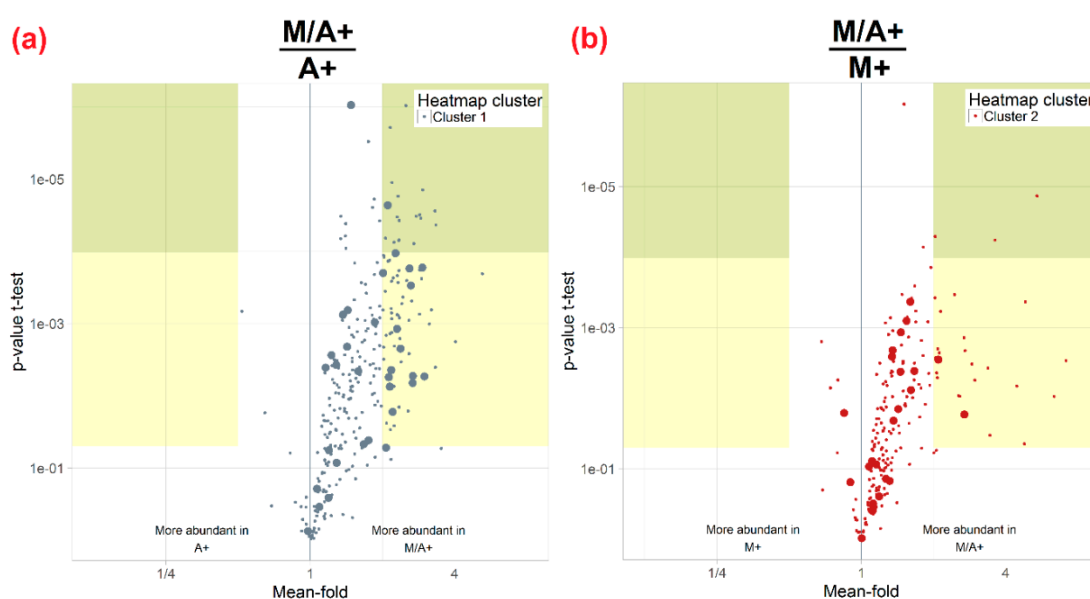 (a)
M/A+
A+
Heatmap cluster
Cluster 1
1e-05
1e-03
1e-01
p-value t-test
More abundant in
A+
More abundant in
M/A+
1/4
1
4
Mean-fold
(b)
M/A+
M+
Heatmap cluster
Cluster 2
1e-05
1e-03
1e-01
p-value t-test
More abundant in
M+
More abundant in
M/A+
1/4
1
4
Mean-fold